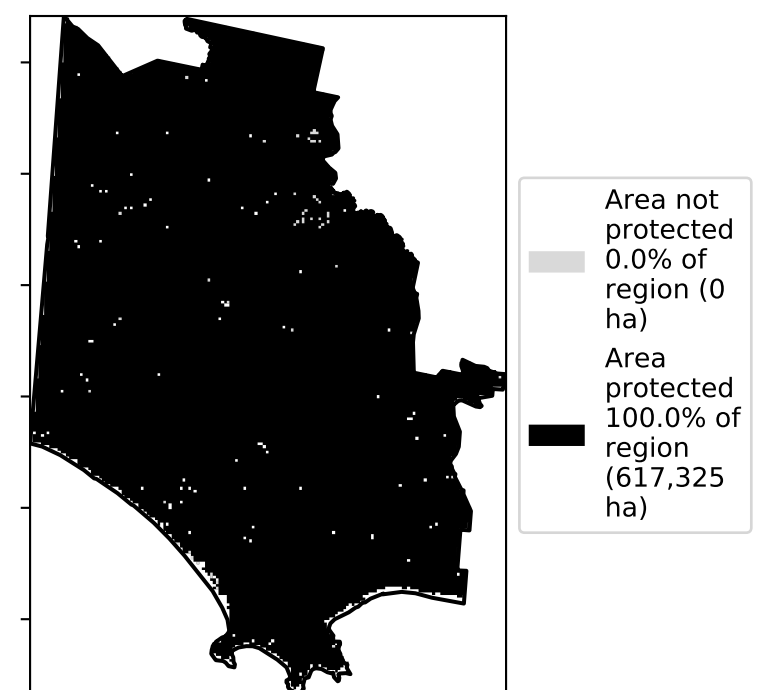 Area not
protected
0.0% of
region (0
ha)
Area
protected
100.0% of
region
(617,325
ha)